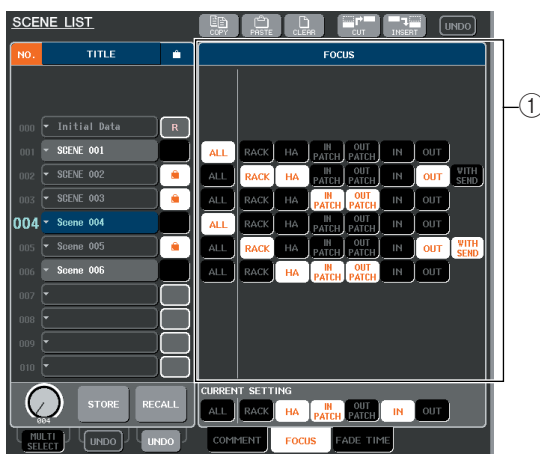 SCENE LIST
COPY PASTE CLEAR CUT INSERT UNDO
NO. TITLE FOCUS
①
000 Initial Data R
001 SCENE 001 ALL RACK HA IN PATCH OUT PATCH IN OUT
002 SCENE 002 ALL RACK HA IN PATCH OUT PATCH IN OUT WITH SEND
003 SCENE 003 ALL RACK HA IN PATCH OUT PATCH IN OUT
004 Scene 004 ALL RACK HA IN PATCH OUT PATCH IN OUT
005 Scene 005 ALL RACK HA IN PATCH OUT PATCH IN OUT WITH SEND
006 Scene 006 ALL RACK HA IN PATCH OUT PATCH IN OUT
007
008
009
010
CURRENT SETTING
004 STORE RECALL ALL RACK HA IN PATCH OUT PATCH IN OUT
MULTI SELECT UNDO UNDO COMMENT FOCUS FADE TIME